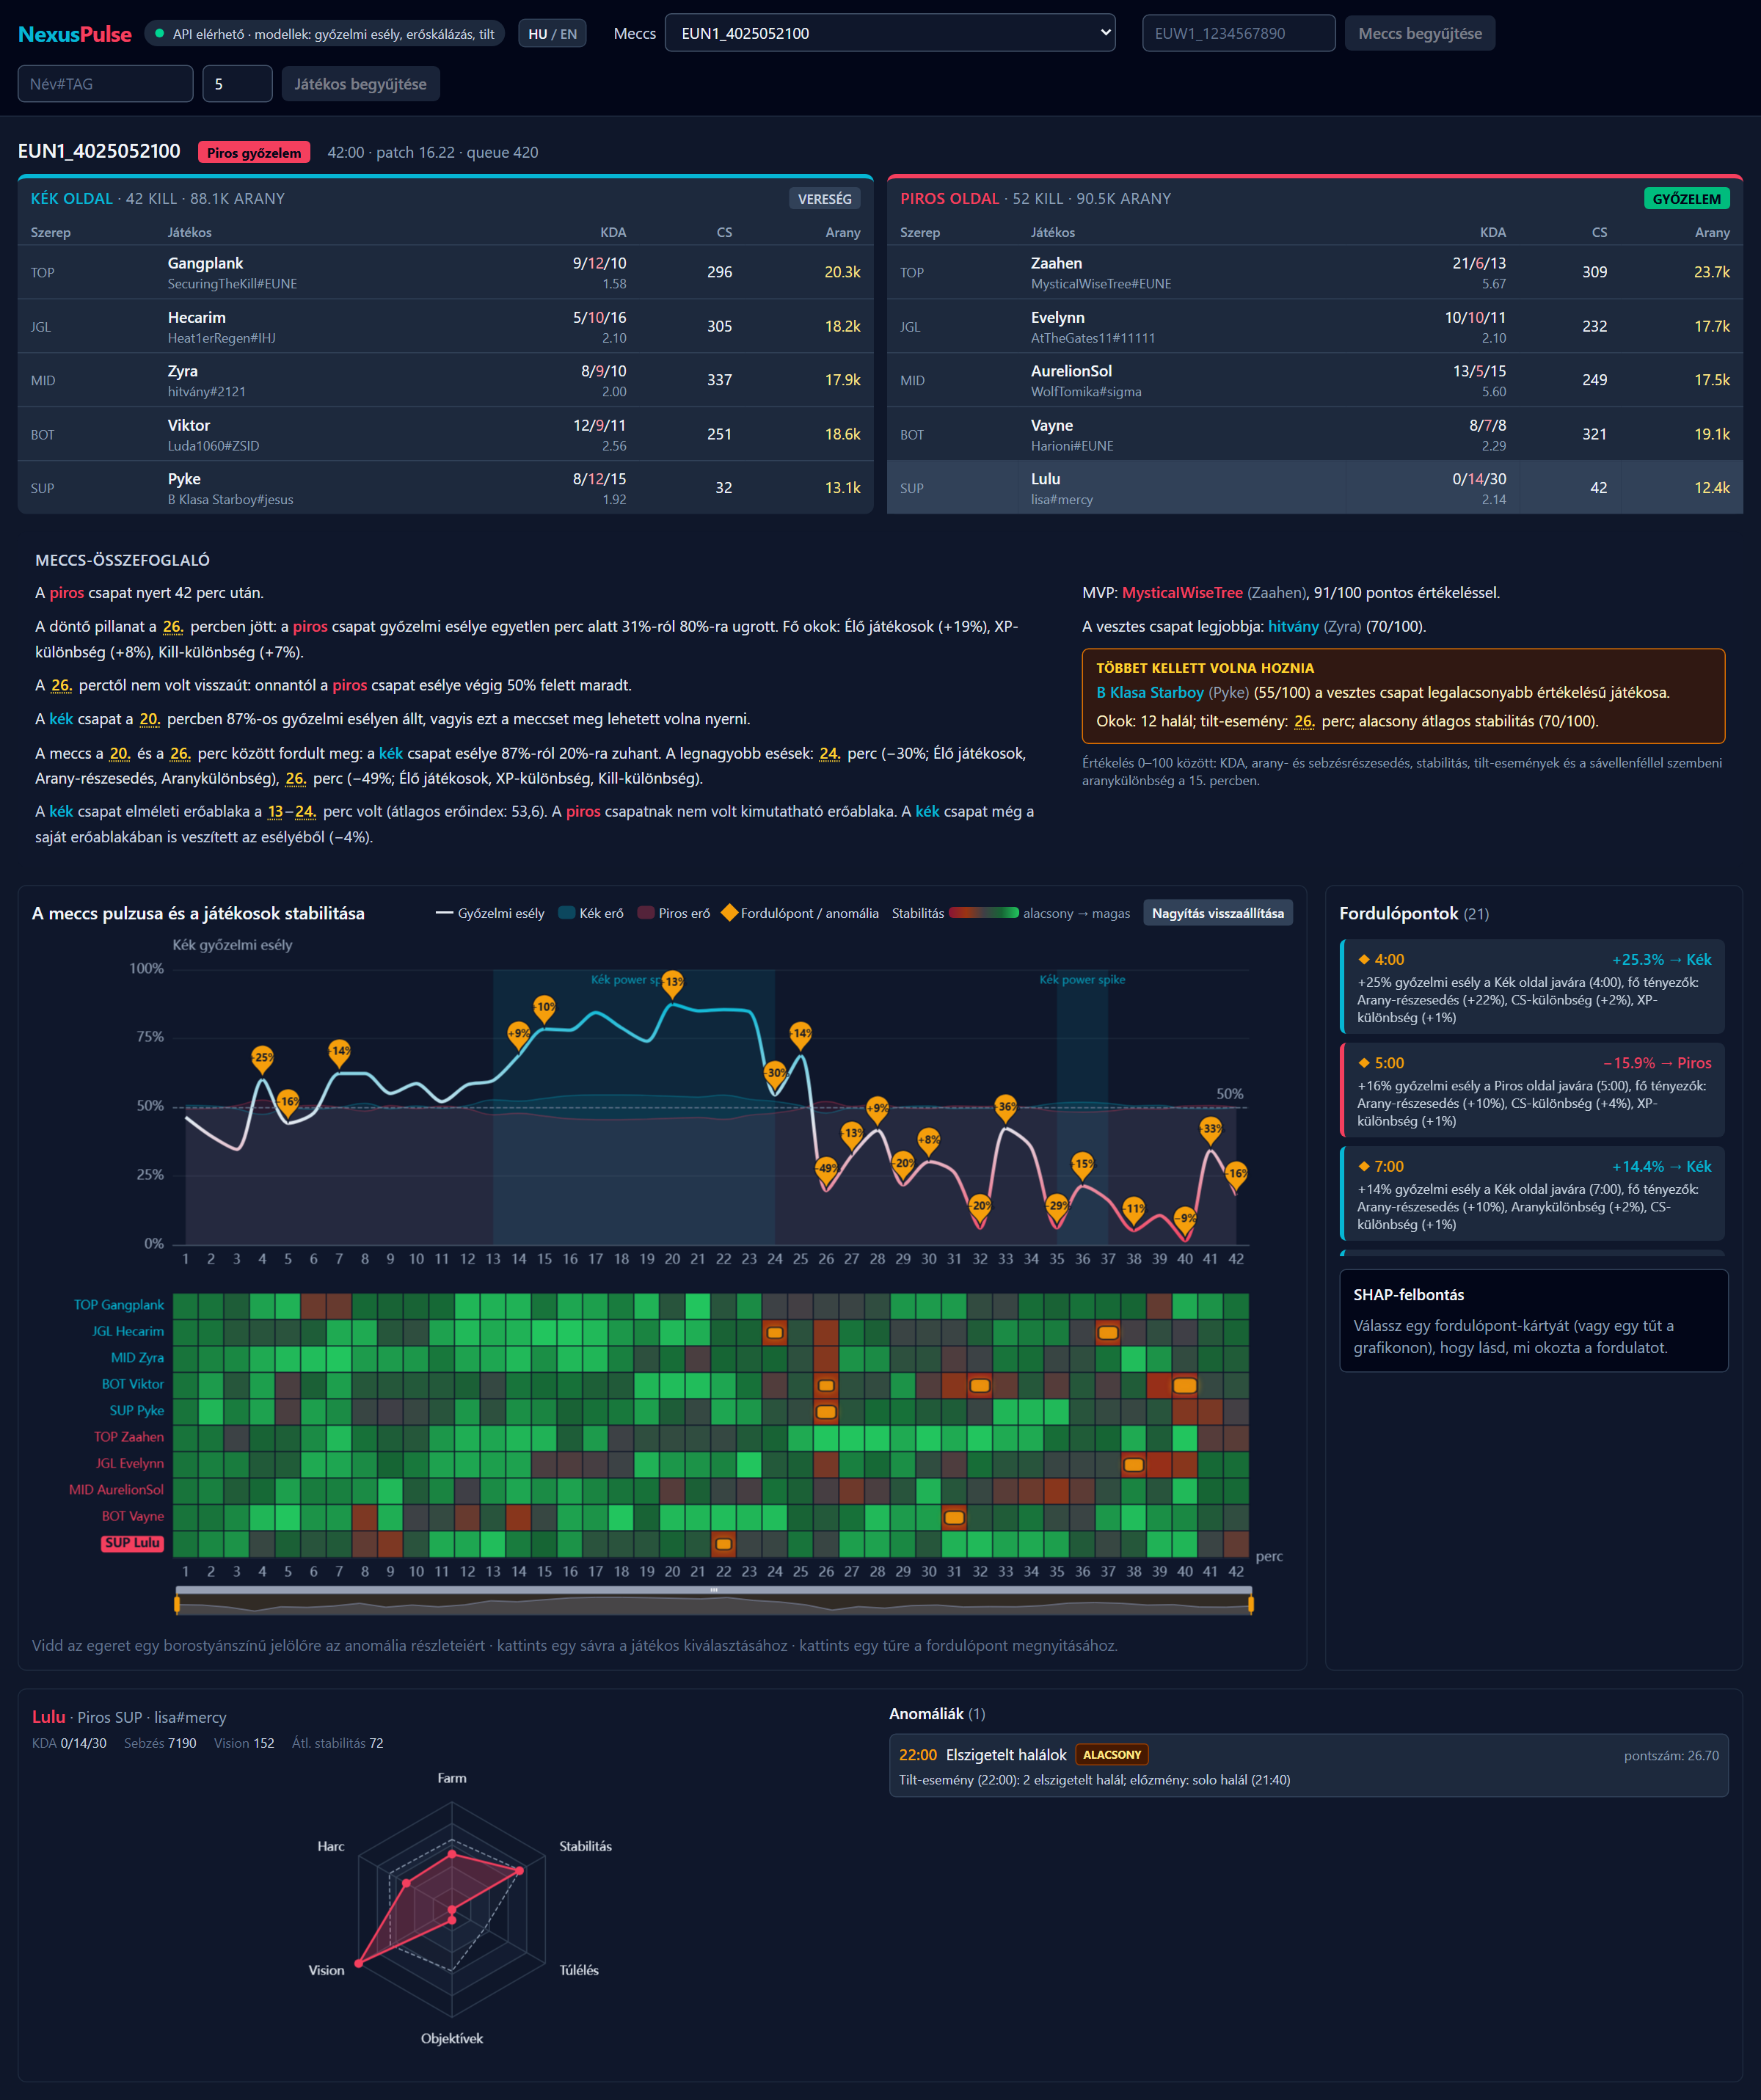 NexusPulse
API elérhető · modellek: győzelmi esély, erőskálázás, tilt
HU / EN
Meccs
EUN1_4025052100
EUW1_1234567890
Meccs begyűjtése
Név#TAG
5
Játékos begyűjtése
EUN1_4025052100
Piros győzelem
42:00 · patch 16.22 · queue 420
KÉK OLDAL · 42 KILL · 88.1K ARANY
VERESÉG
Szerep Játékos KDA CS Arany
TOP Gangplank 9/12/10 296 20.3k
SecuringTheKill#EUNE 1.58
JGL Hecarim 5/10/16 305 18.2k
Heat1erRegen#IHJ 2.10
MID Zyra 8/9/10 337 17.9k
hitvány#2121 2.00
BOT Viktor 12/9/11 251 18.6k
Luda1060#ZSID 2.56
SUP Pyke 8/12/15 32 13.1k
B Klasa Starboy#jesus 1.92
PIROS OLDAL · 52 KILL · 90.5K ARANY
GYŐZELEM
Szerep Játékos KDA CS Arany
TOP Zaahen 21/6/13 309 23.7k
MysticalWiseTree#EUNE 5.67
JGL Evelynn 10/10/11 232 17.7k
AtTheGates11#11111 2.10
MID AurelionSol 13/5/15 249 17.5k
WolfTomika#sigma 5.60
BOT Vayne 8/7/8 321 19.1k
Harioni#EUNE 2.29
SUP Lulu 0/14/30 42 12.4k
lisa#mercy 2.14
MECCS-ÖSSZEFOGLALÓ
A piros csapat nyert 42 perc után.
A döntő pillanat a 26. percben jött: a piros csapat győzelmi esélye egyetlen perc alatt 31%-ról 80%-ra ugrott. Fő okok: Élő játékosok (+19%), XP-
különbség (+8%), Kill-különbség (+7%).
A 26. perctől nem volt visszaút: onnantól a piros csapat esélye végig 50% felett maradt.
A kék csapat a 20. percben 87%-os győzelmi esélyen állt, vagyis ezt a meccset meg lehetett volna nyerni.
A meccs a 20. és a 26. perc között fordult meg: a kék csapat esélye 87%-ról 20%-ra zuhant. A legnagyobb esések: 24. perc (−30%; Élő játékosok,
Arany-részesedés, Aranykülönbség), 26. perc (−49%; Élő játékosok, XP-különbség, Kill-különbség).
A kék csapat elméleti erőablaka a 13–24. perc volt (átlagos erőindex: 53,6). A piros csapatnak nem volt kimutatható erőablaka. A kék csapat még a
saját erőablakában is veszített az esélyéből (−4%).
MVP: MysticalWiseTree (Zaahen), 91/100 pontos értékeléssel.
A vesztes csapat legjobbja: hitvány (Zyra) (70/100).
TÖBBET KELLETT VOLNA HOZNIA
B Klasa Starboy (Pyke) (55/100) a vesztes csapat legalacsonyabb értékelésű játékosa.
Okok: 12 halál; tilt-esemény: 26. perc; alacsony átlagos stabilitás (70/100).
Értékelés 0–100 között: KDA, arany- és sebzésrészesedés, stabilitás, tilt-események és a sávellenféllel szembeni
aranykülönbség a 15. percben.
A meccs pulzusa és a játékosok stabilitása
Győzelmi esély Kék erő Piros erő Fordulópont / anomália Stabilitás alacsony → magas
Nagyítás visszaállítása
Kék győzelmi esély
100%
75%
50%
25%
0%
Kék power sp
Kék power spike
50%
+25%
-16%
+14%
+9%
+10%
+13%
-30%
+14%
-49%
+13%
+9%
-20%
+8%
-20%
+36%
-29%
+15%
-11%
-9%
+33%
-16%
1 2 3 4 5 6 7 8 9 10 11 12 13 14 15 16 17 18 19 20 21 22 23 24 25 26 27 28 29 30 31 32 33 34 35 36 37 38 39 40 41 42
TOP Gangplank
JGL Hecarim
MID Zyra
BOT Viktor
SUP Pyke
TOP Zaahen
JGL Evelynn
MID AurelionSol
BOT Vayne
SUP Lulu
perc
1 2 3 4 5 6 7 8 9 10 11 12 13 14 15 16 17 18 19 20 21 22 23 24 25 26 27 28 29 30 31 32 33 34 35 36 37 38 39 40 41 42
Vidd az egeret egy borostyánszínű jelölőre az anomália részleteiért · kattints egy sávra a játékos kiválasztásához · kattints egy tűre a fordulópont megnyitásához.
Fordulópontok (21)
4:00 +25.3% → Kék
+25% győzelmi esély a Kék oldal javára (4:00), fő tényezők:
Arany-részesedés (+22%), CS-különbség (+2%), XP-
különbség (+1%)
5:00 −15.9% → Piros
+16% győzelmi esély a Piros oldal javára (5:00), fő tényezők:
Arany-részesedés (+10%), CS-különbség (+4%), XP-
különbség (+1%)
7:00 +14.4% → Kék
+14% győzelmi esély a Kék oldal javára (7:00), fő tényezők:
Arany-részesedés (+10%), Aranykülönbség (+2%), CS-
különbség (+1%)
SHAP-felbontás
Válassz egy fordulópont-kártyát (vagy egy tűt a
grafikonon), hogy lásd, mi okozta a fordulatot.
Lulu · Piros SUP · lisa#mercy
KDA 0/14/30 Sebzés 7190 Vision 152 Átl. stabilitás 72
Farm
Harc
Stabilitás
Vision
Túlélés
Objektívek
Anomáliák (1)
22:00 Elszigetelt halálok ALACSONY pontszám: 26.70
Tilt-esemény (22:00): 2 elszigetelt halál; előzmény: solo halál (21:40)